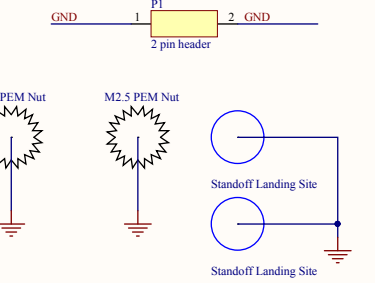 P1
GND 1 2 GND
2 pin header
PEM Nut M2.5 PEM Nut
Standoff Landing Site
Standoff Landing Site